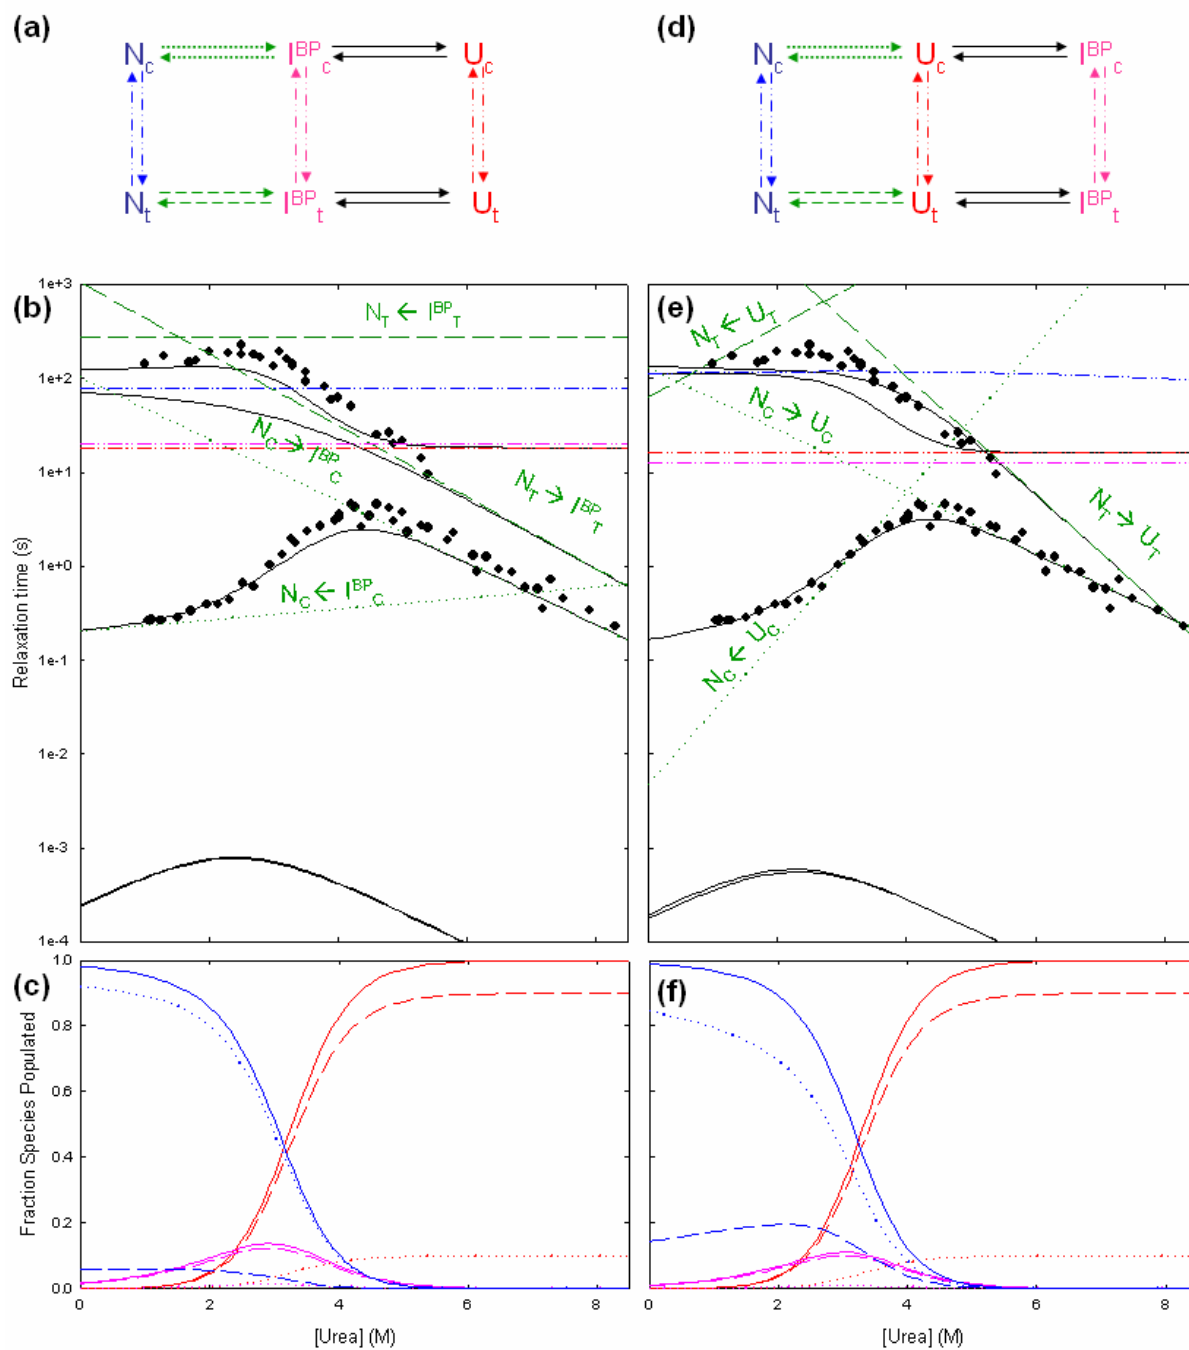 (a)
N_c I^BP_c U_c
N_t I^BP_t U_t
(d)
N_c U_c I^BP_c
N_t U_t I^BP_t
(b)
Relaxation time (s)
1e+3
1e+2
1e+1
1e+0
1e-1
1e-2
1e-3
1e-4
N_T ← I^BP_T
N_C → I^BP_C
N_T → I^BP_T
N_C ← I^BP_C
(e)
N_T ← U_T
N_C → U_C
N_T → U_T
N_C ← U_C
(c)
Fraction Species Populated
1.0
0.8
0.6
0.4
0.2
0.0
0 2 4 6 8
[Urea] (M)
(f)
0 2 4 6 8
[Urea] (M)